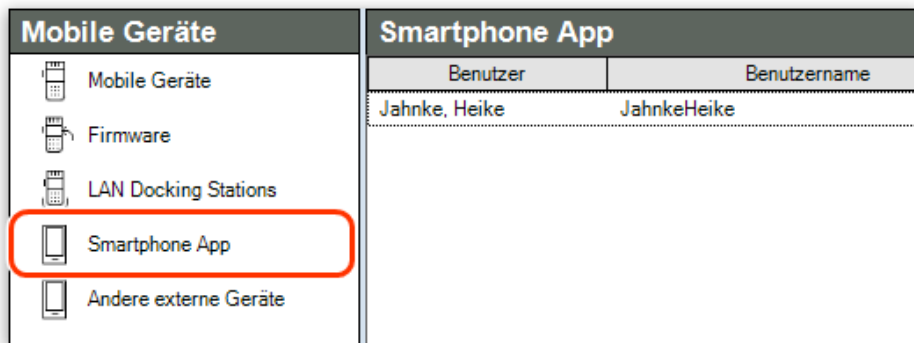 Mobile Geräte
Mobile Geräte
Firmware
LAN Docking Stations
Smartphone App
Andere externe Geräte
Smartphone App
Benutzer Benutzername
Jahnke, Heike JahnkeHeike